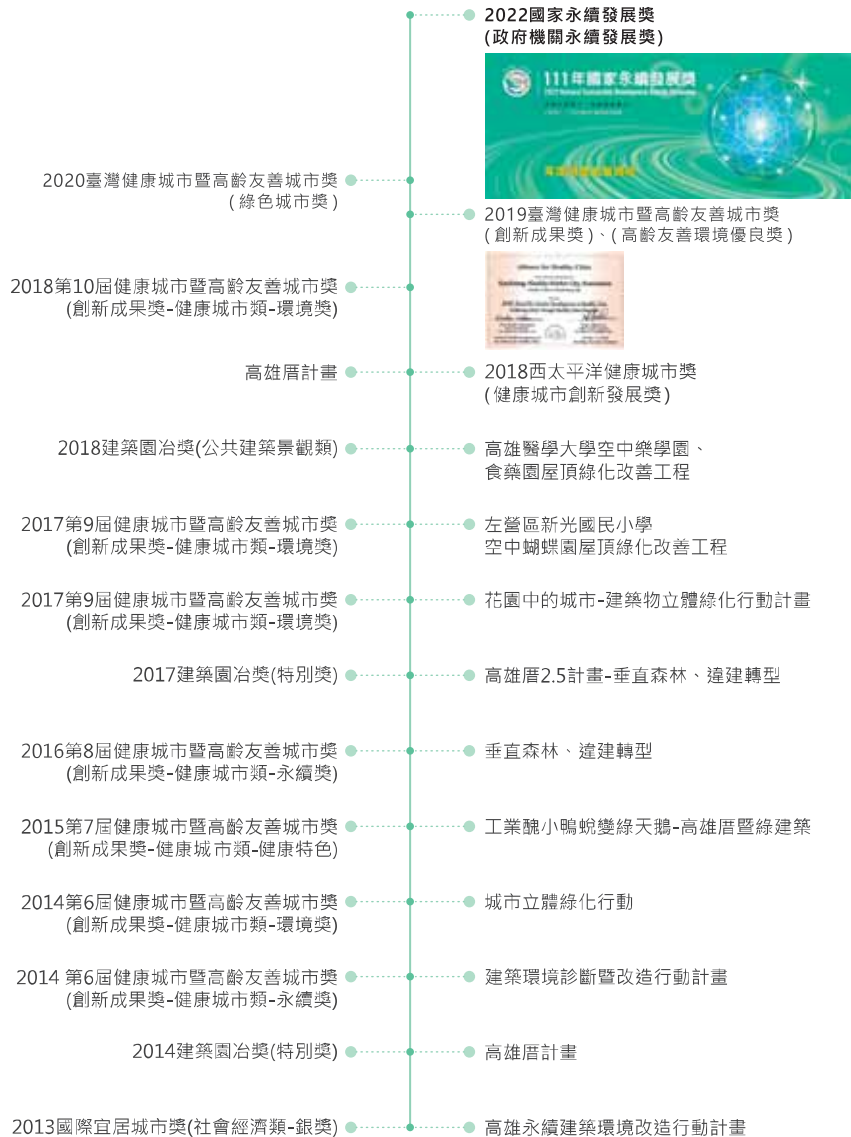 2022國家永續發展獎
(政府機關永續發展獎)
111年國家永續發展獎
2020臺灣健康城市暨高齡友善城市獎
(綠色城市獎)
2019臺灣健康城市暨高齡友善城市獎
(創新成果獎)、(高齡友善環境優良獎)
Alliance for Healthy Cities
2018第10屆健康城市暨高齡友善城市獎
(創新成果獎-健康城市類-環境獎)
高雄厝計畫
2018西太平洋健康城市獎
(健康城市創新發展獎)
2018建築園冶獎(公共建築景觀類)
高雄醫學大學空中樂學園、
食藥園屋頂綠化改善工程
2017第9屆健康城市暨高齡友善城市獎
(創新成果獎-健康城市類-環境獎)
左營區新光國民小學
空中蝴蝶園屋頂綠化改善工程
2017第9屆健康城市暨高齡友善城市獎
(創新成果獎-健康城市類-環境獎)
花園中的城市-建築物立體綠化行動計畫
2017建築園冶獎(特別獎)
高雄厝2.5計畫-垂直森林、違建轉型
2016第8屆健康城市暨高齡友善城市獎
(創新成果獎-健康城市類-永續獎)
垂直森林、違建轉型
2015第7屆健康城市暨高齡友善城市獎
(創新成果獎-健康城市類-健康特色)
工業醜小鴨蛻變綠天鵝-高雄厝暨綠建築
2014第6屆健康城市暨高齡友善城市獎
(創新成果獎-健康城市類-環境獎)
城市立體綠化行動
2014 第6屆健康城市暨高齡友善城市獎
(創新成果獎-健康城市類-永續獎)
建築環境診斷暨改造行動計畫
2014建築園冶獎(特別獎)
高雄厝計畫
2013國際宜居城市獎(社會經濟類-銀獎)
高雄永續建築環境改造行動計畫